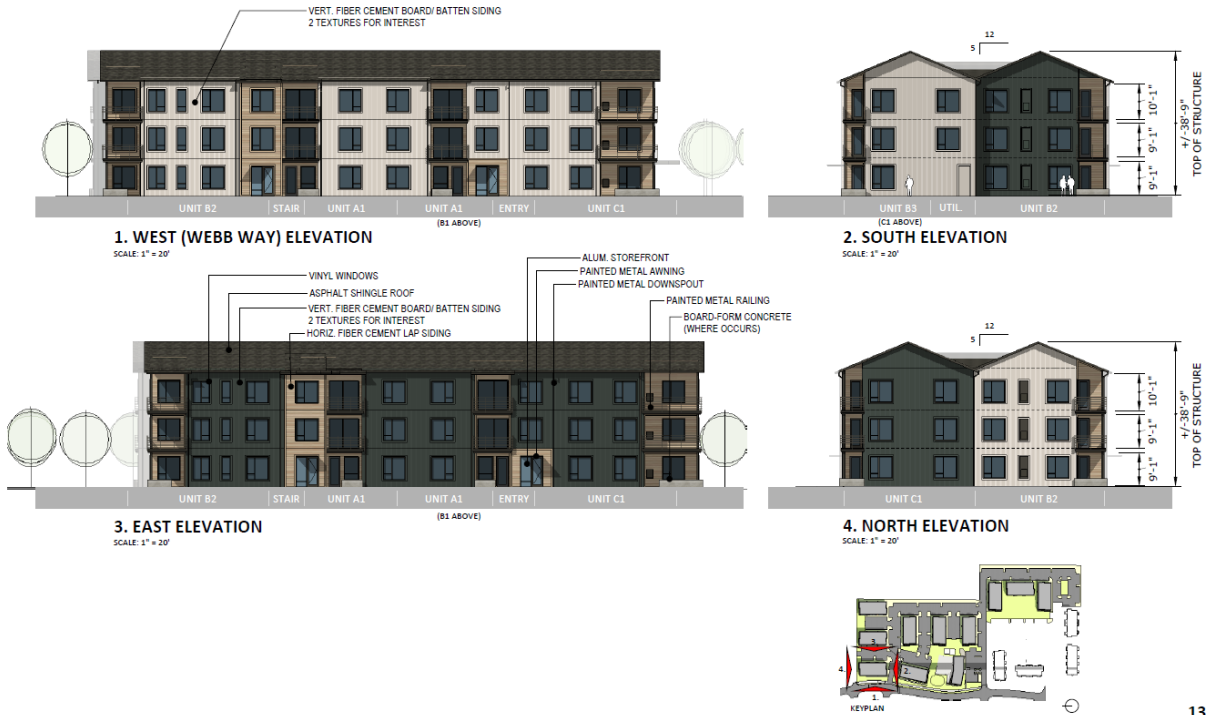 VERT. FIBER CEMENT BOARD/ BATTEN SIDING
2 TEXTURES FOR INTEREST
UNIT B2
STAIR
UNIT A1
UNIT A1
ENTRY
UNIT C1
(B1 ABOVE)
1. WEST (WEBB WAY) ELEVATION
SCALE: 1" = 20'
12
5
10'-1"
9'-1"
9'-1"
+/-38'-9"
TOP OF STRUCTURE
UNIT B3
UTIL.
UNIT B2
(C1 ABOVE)
2. SOUTH ELEVATION
SCALE: 1" = 20'
VINYL WINDOWS
ASPHALT SHINGLE ROOF
VERT. FIBER CEMENT BOARD/ BATTEN SIDING
2 TEXTURES FOR INTEREST
HORIZ. FIBER CEMENT LAP SIDING
ALUM. STOREFRONT
PAINTED METAL AWNING
PAINTED METAL DOWNSPOUT
PAINTED METAL RAILING
BOARD-FORM CONCRETE
(WHERE OCCURS)
UNIT B2
STAIR
UNIT A1
UNIT A1
ENTRY
UNIT C1
(B1 ABOVE)
3. EAST ELEVATION
SCALE: 1" = 20'
12
5
10'-1"
9'-1"
9'-1"
+/-38'-9"
TOP OF STRUCTURE
UNIT C1
UNIT B2
4. NORTH ELEVATION
SCALE: 1" = 20'
3.
4.
2.
1.
KEYPLAN
13